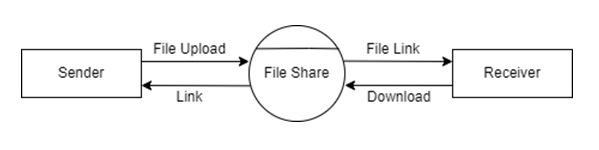 File Upload
File Link
Sender
File Share
Receiver
Link
Download